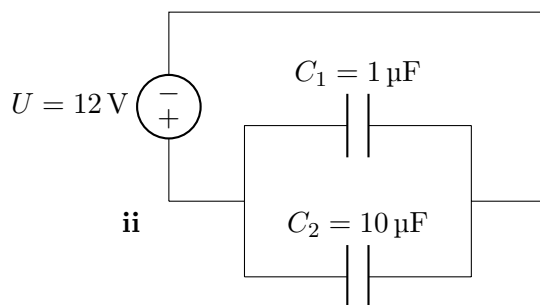 C₁ = 1 µF
U = 12 V
−
+
ii
C₂ = 10 µF